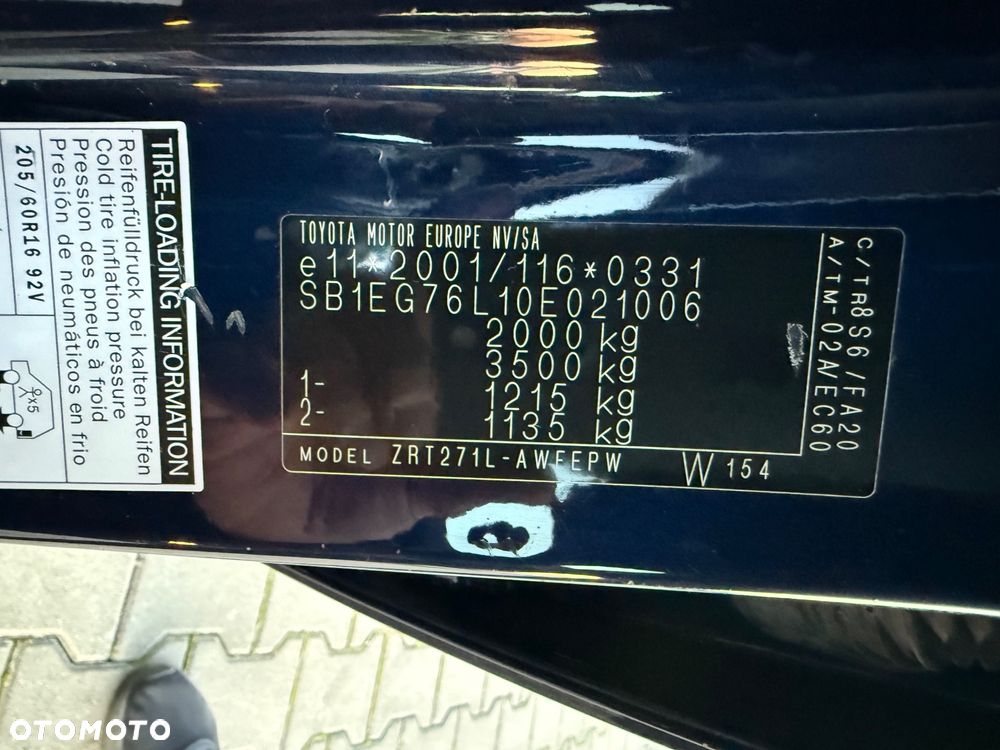 TOYOTA MOTOR EUROPE NV/SA
e11*2001/116*0331
SB1EG76L10E021006
2000 kg
3500 kg
1- 1215 kg
2- 1135 kg
MODEL ZRT271L-AWFEPW W 154
C/TR8S6/FA20
A/TM-02A/EC60
TIRE-LOADING INFORMATION
Reifenfülldruck bei kalten Reifen
Cold tire inflation pressure
Pression des pneus à froid
Presión de neumáticos en frio
205/60R16 92V
x5
OTOMOTO